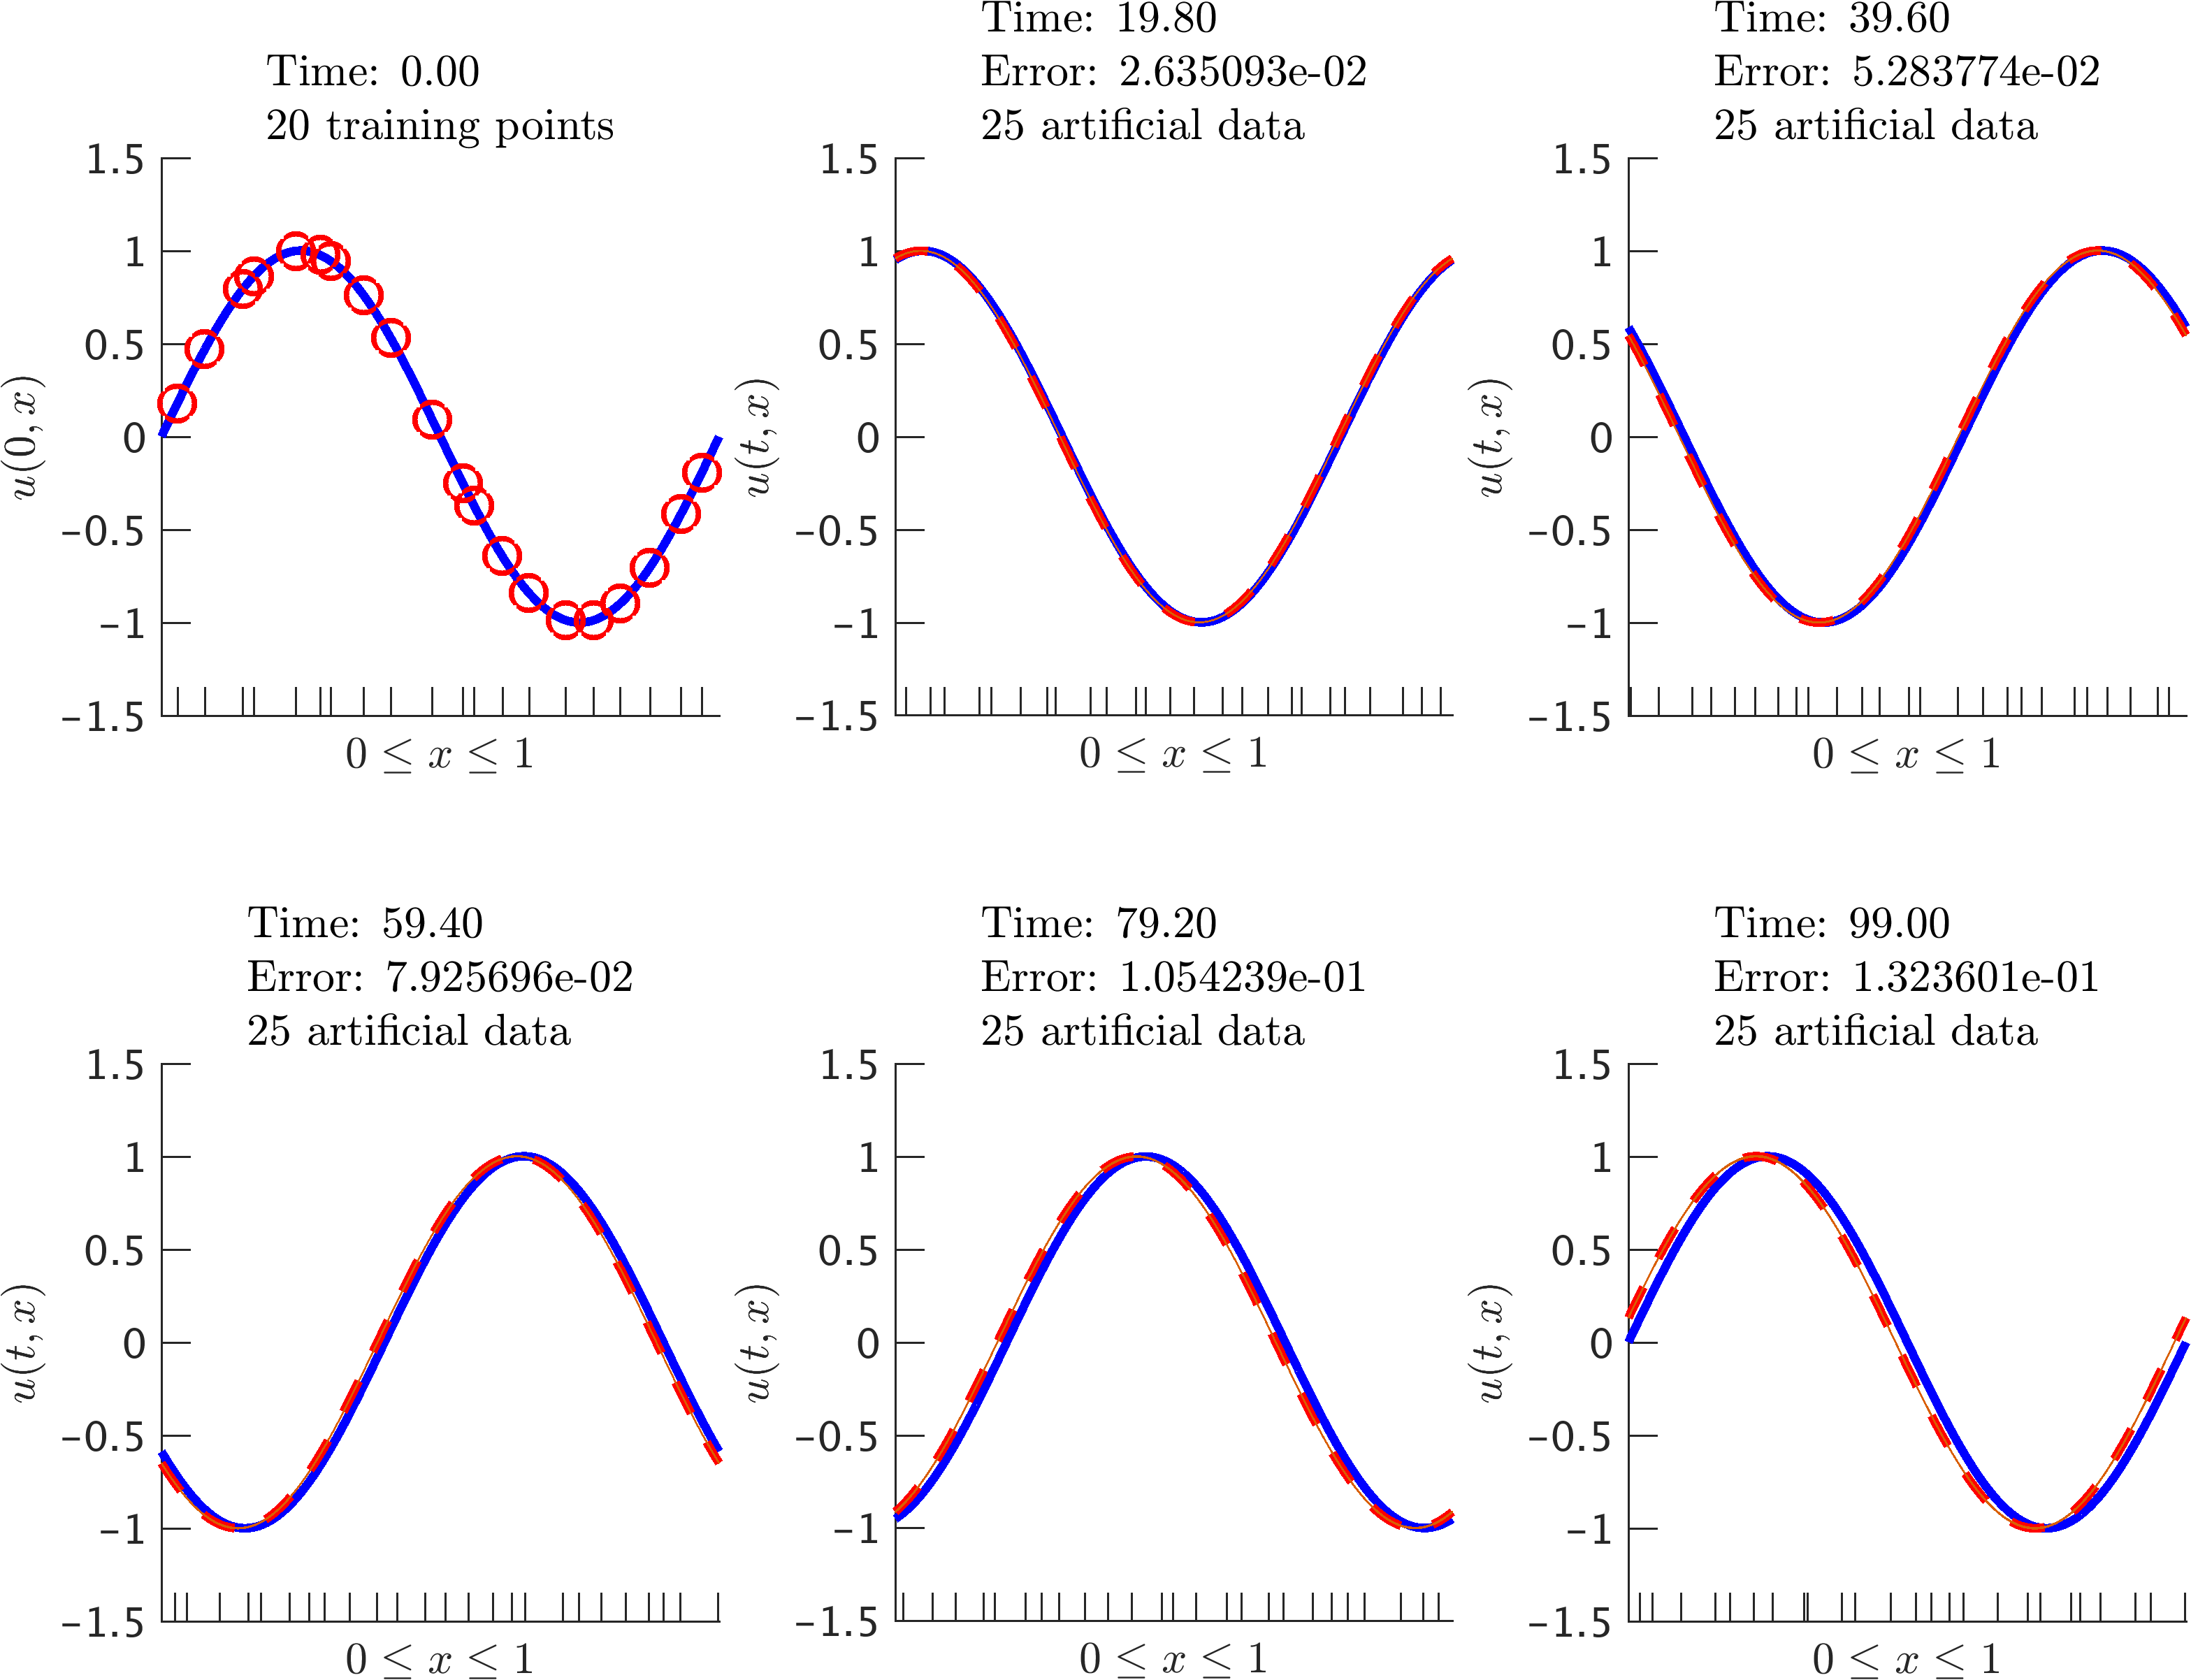 Time: 0.00
20 training points
1.5
1
0.5
0
-0.5
-1
-1.5
u(0, x)
0 ≤ x ≤ 1
Time: 19.80
Error: 2.635093e-02
25 artificial data
1.5
1
0.5
0
-0.5
-1
-1.5
u(t, x)
0 ≤ x ≤ 1
Time: 39.60
Error: 5.283774e-02
25 artificial data
1.5
1
0.5
0
-0.5
-1
-1.5
u(t, x)
0 ≤ x ≤ 1
Time: 59.40
Error: 7.925696e-02
25 artificial data
1.5
1
0.5
0
-0.5
-1
-1.5
u(t, x)
0 ≤ x ≤ 1
Time: 79.20
Error: 1.054239e-01
25 artificial data
1.5
1
0.5
0
-0.5
-1
-1.5
u(t, x)
0 ≤ x ≤ 1
Time: 99.00
Error: 1.323601e-01
25 artificial data
1.5
1
0.5
0
-0.5
-1
-1.5
u(t, x)
0 ≤ x ≤ 1